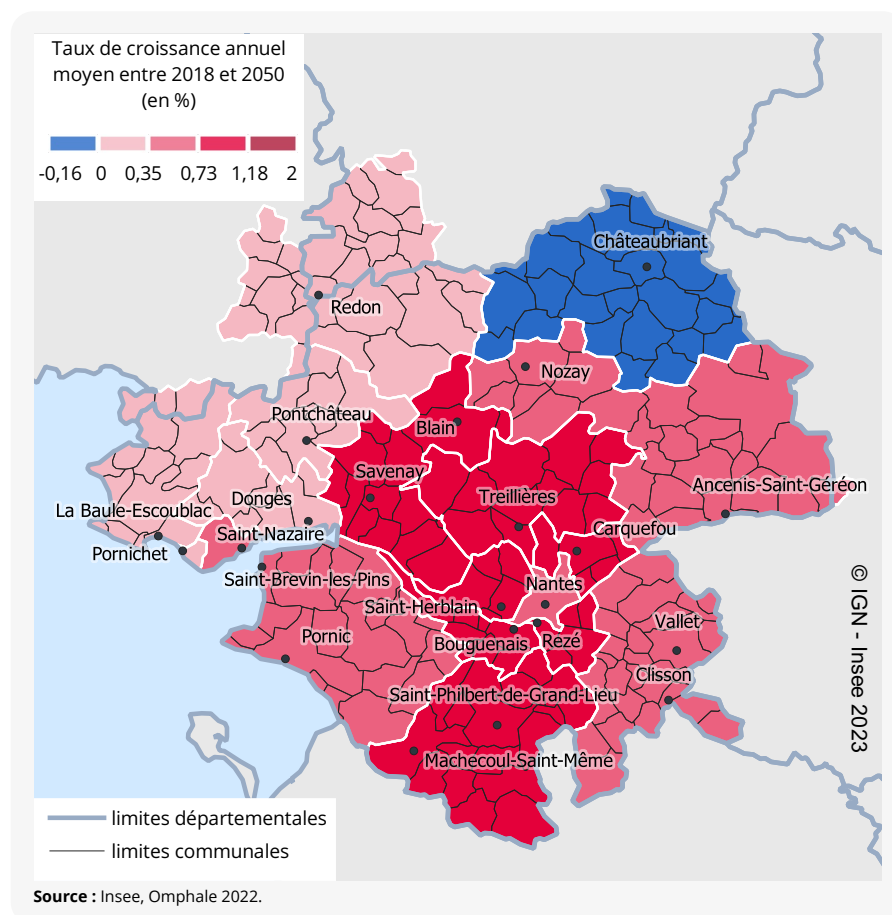 Taux de croissance annuel
moyen entre 2018 et 2050
(en %)
-0,16 0 0,35 0,73 1,18 2
Châteaubriant
Redon
Nozay
Pontchâteau
Blain
Savenay
Treillières
Ancenis-Saint-Géréon
Donges
La Baule-Escoublac
Carquefou
Saint-Nazaire
Pornichet
Saint-Brevin-les-Pins
Nantes
Saint-Herblain
Vallet
Pornic
Bouguenais
Rezé
Clisson
Saint-Philbert-de-Grand-Lieu
Machecoul-Saint-Même
© IGN - Insee 2023
limites départementales
limites communales
Source : Insee, Omphale 2022.